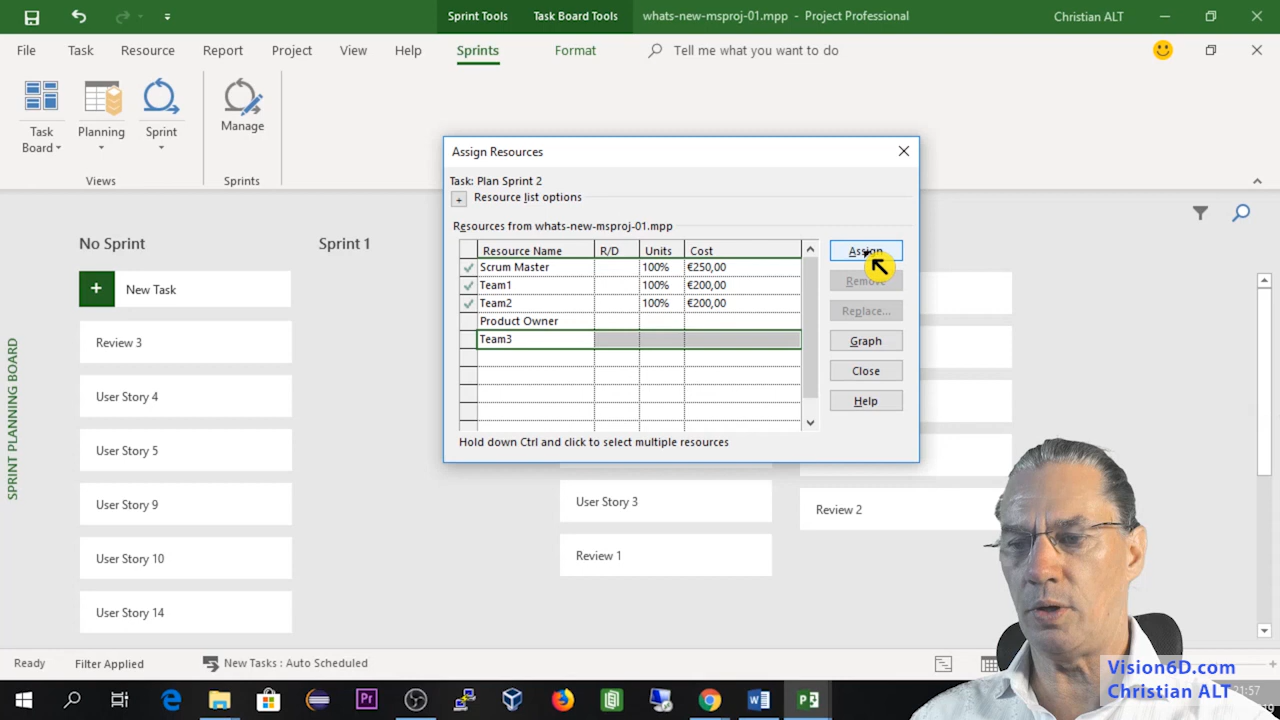 Sprint Tools
Task Board Tools
whats-new-msproj-01.mpp - Project Professional
Christian ALT
File
Task
Resource
Report
Project
View
Help
Sprints
Format
Tell me what you want to do
Task
Board
Planning
Sprint
Manage
Views
Sprints
Assign Resources
Task: Plan Sprint 2
+ Resource list options
Resources from whats-new-msproj-01.mpp
Resource Name R/D Units Cost
Scrum Master 100% €250,00
Team1 100% €200,00
Team2 100% €200,00
Product Owner
Team3
Assign
Remove
Replace...
Graph
Close
Help
Hold down Ctrl and click to select multiple resources
SPRINT PLANNING BOARD
No Sprint
+ New Task
Review 3
User Story 4
User Story 5
User Story 9
User Story 10
User Story 14
Sprint 1
User Story 3
Review 1
Review 2
Ready
Filter Applied
New Tasks : Auto Scheduled
Vision6D.com
Christian ALT